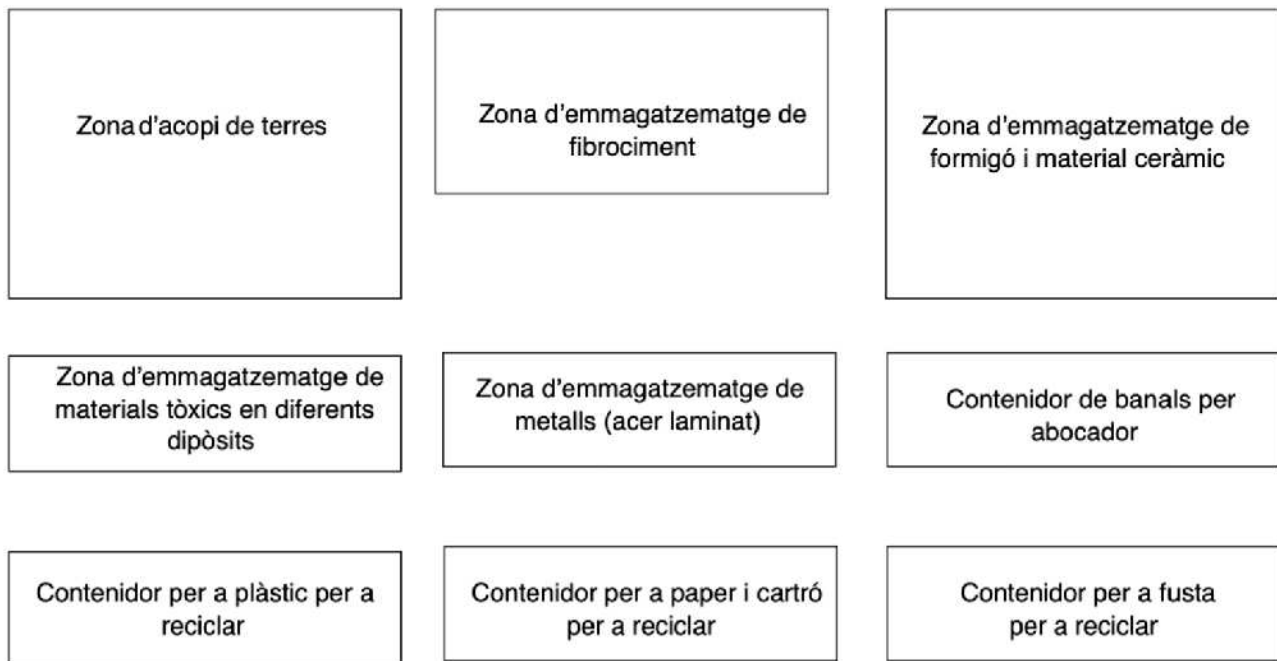 Zona d'acopi de terres
Zona d'emmagatzematge de
fibrociment
Zona d'emmagatzematge de
formigó i material ceràmic
Zona d'emmagatzematge de
materials tòxics en diferents
dipòsits
Zona d'emmagatzematge de
metalls (acer laminat)
Contenidor de banals per
abocador
Contenidor per a plàstic per a
reciclar
Contenidor per a paper i cartró
per a reciclar
Contenidor per a fusta
per a reciclar